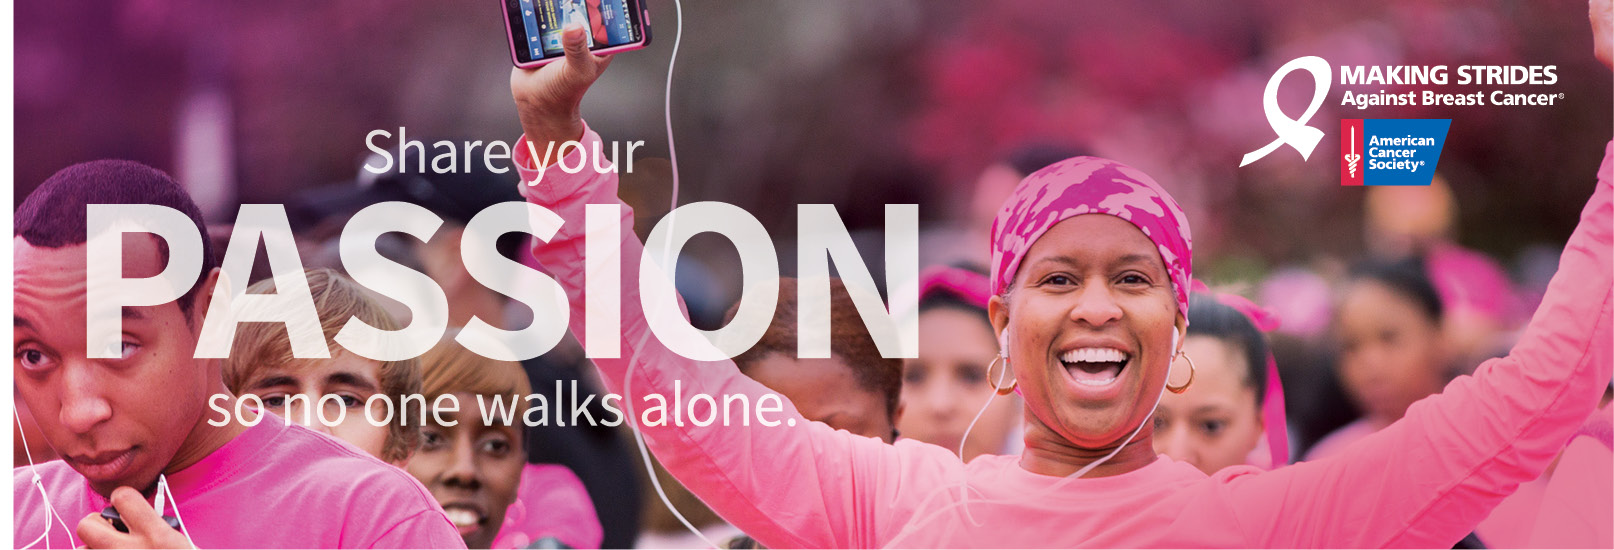 Share your
PASSION
so no one walks alone.
MAKING STRIDES
Against Breast Cancer®
American
Cancer
Society®